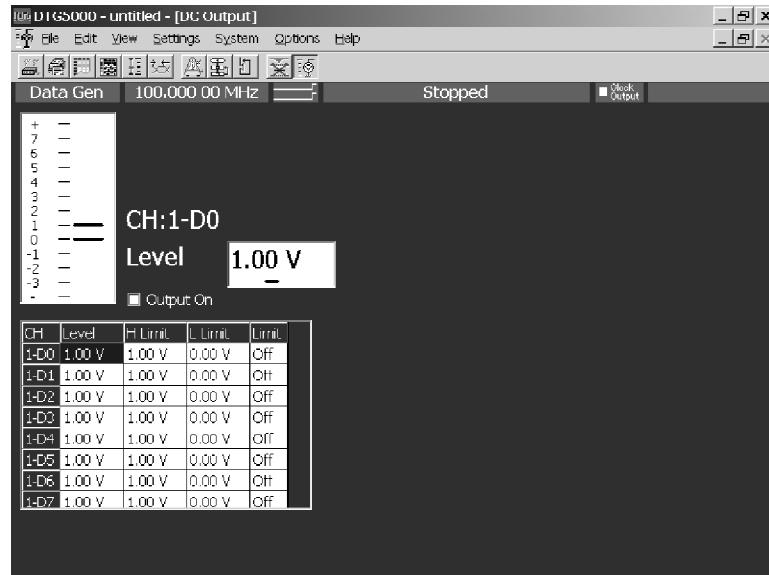 DTG5000 - untitled - [DC Output]
File Edit View Settings System Options Help
Data Gen 100.000 00 MHz Stopped Clock Output
+
7
6
5
4
3
2
1
0
-1
-2
-3
-
CH:1-D0
Level 1.00 V
Output On
CH Level H Limit L Limit Limit
1-D0 1.00 V 1.00 V 0.00 V Off
1-D1 1.00 V 1.00 V 0.00 V Off
1-D2 1.00 V 1.00 V 0.00 V Off
1-D3 1.00 V 1.00 V 0.00 V Off
1-D4 1.00 V 1.00 V 0.00 V Off
1-D5 1.00 V 1.00 V 0.00 V Off
1-D6 1.00 V 1.00 V 0.00 V Off
1-D7 1.00 V 1.00 V 0.00 V Off